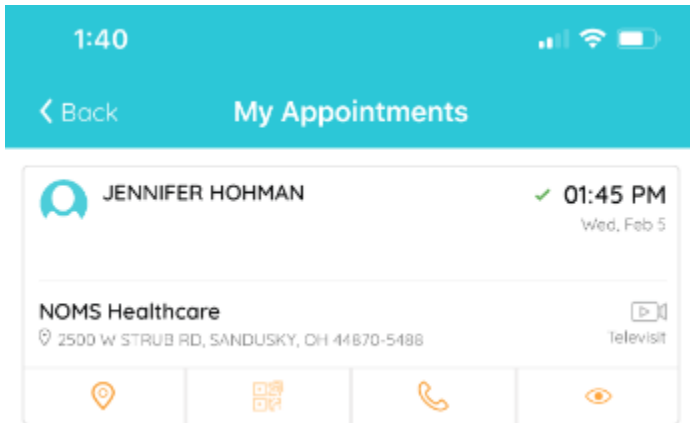 1:40
Back
My Appointments
JENNIFER HOHMAN
01:45 PM
Wed, Feb 5
NOMS Healthcare
2500 W STRUB RD, SANDUSKY, OH 44870-5488
Televisit